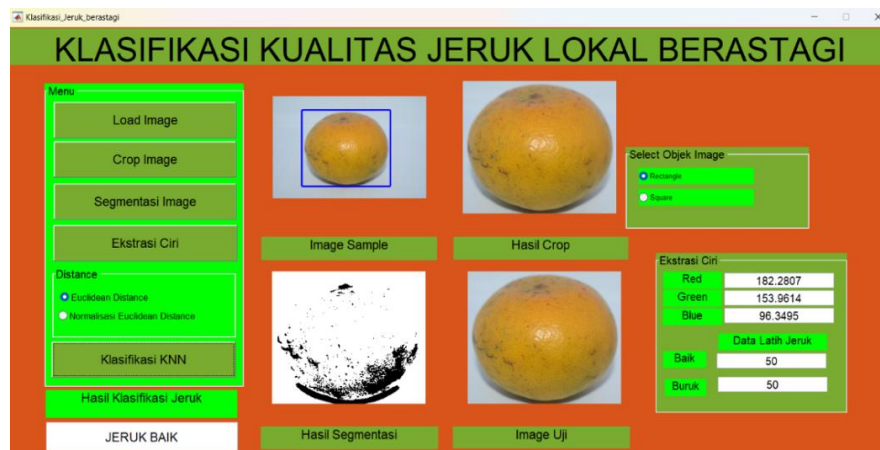 Klasifikasi_Jeruk_berastagi
KLASIFIKASI KUALITAS JERUK LOKAL BERASTAGI
Menu
Load Image
Crop Image
Segmentasi Image
Ekstrasi Ciri
Distance
Euclidean Distance
Normalisasi Euclidean Distance
Klasifikasi KNN
Hasil Klasifikasi Jeruk
JERUK BAIK
Image Sample
Hasil Crop
Hasil Segmentasi
Image Uji
Select Objek Image
Rectangle
Square
Ekstrasi Ciri
Red 182.2807
Green 153.9614
Blue 96.3495
Data Latih Jeruk
Baik 50
Buruk 50